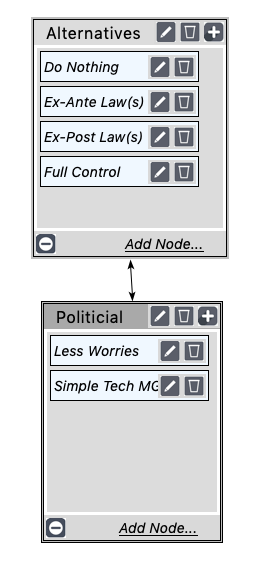 Alternatives
Do Nothing
Ex-Ante Law(s)
Ex-Post Law(s)
Full Control
Add Node...
Politicial
Less Worries
Simple Tech MG
Add Node...